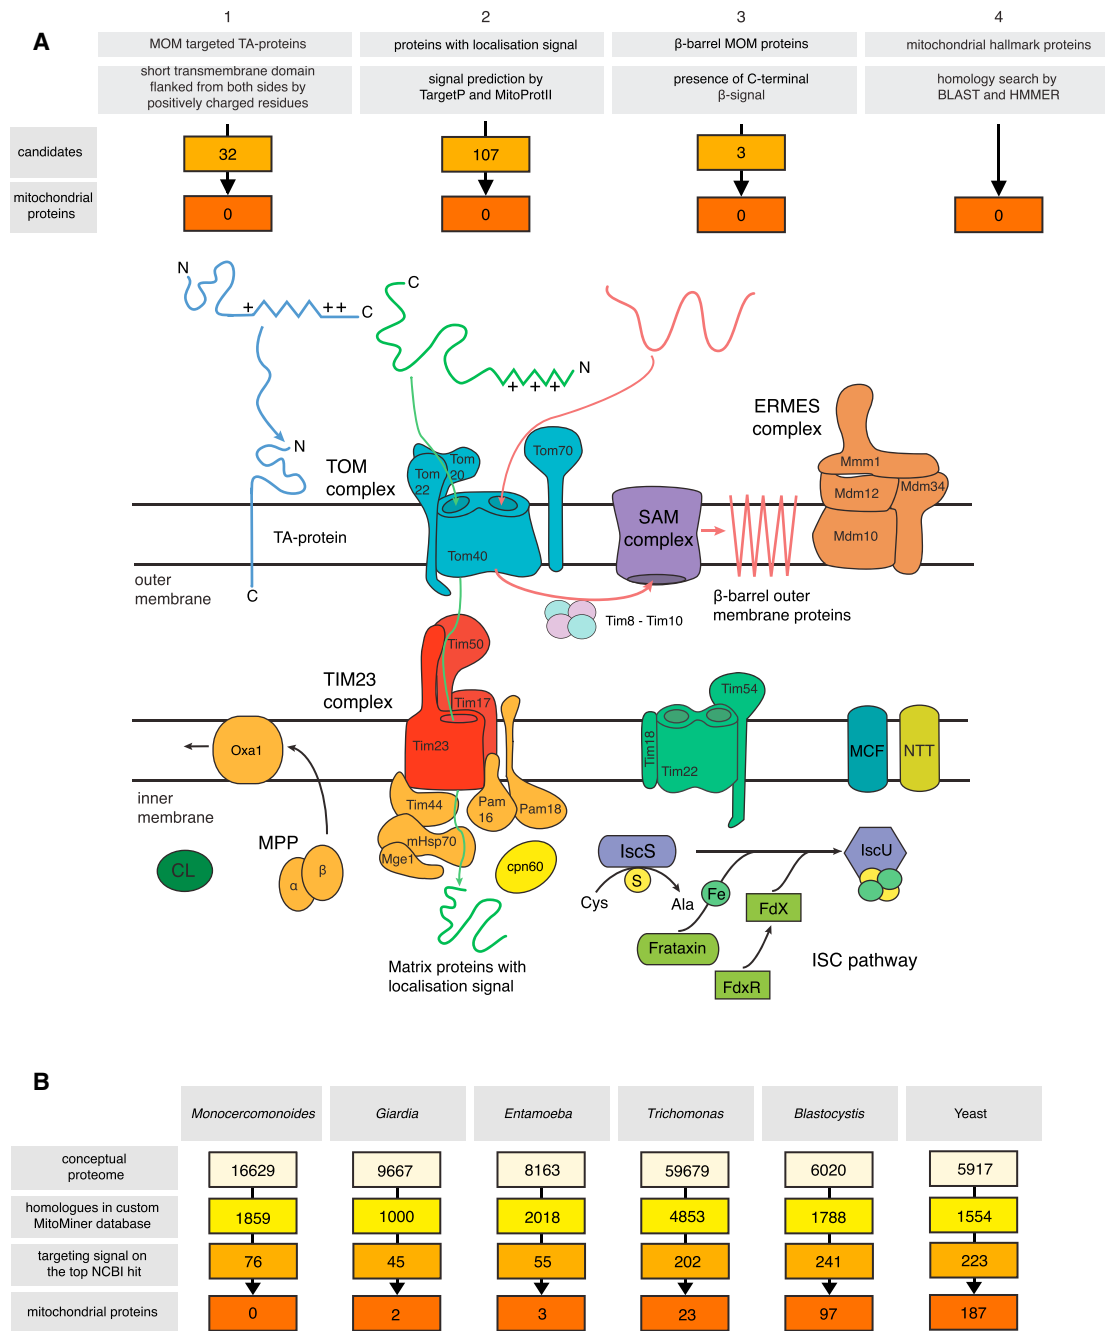 1 2 3 4
A
MOM targeted TA-proteins
proteins with localisation signal
β-barrel MOM proteins
mitochondrial hallmark proteins
short transmembrane domain
flanked from both sides by
positively charged residues
signal prediction by
TargetP and MitoProtII
presence of C-terminal
β-signal
homology search by
BLAST and HMMER
candidates
32 107 3
mitochondrial
proteins
0 0 0 0
N
+ ++ C
C
N
+ + +
N
C
TA-protein
TOM
complex
Tom
20
Tom
22
Tom70
Tom40
SAM
complex
ERMES
complex
Mmm1
Mdm12
Mdm34
Mdm10
outer
membrane
Tim8 - Tim10
β-barrel outer
membrane proteins
TIM23
complex
Tim50
Tim17
Tim23
Tim54
Tim18
Tim22
Oxa1
MCF
NTT
inner
membrane
Tim44
Pam
16
Pam18
mHsp70
Mge1
MPP
α
β
CL
cpn60
Matrix proteins with
localisation signal
IscS
S
Cys
Ala
Fe
Frataxin
FdX
FdxR
IscU
ISC pathway
B
Monocercomonoides Giardia Entamoeba Trichomonas Blastocystis Yeast
conceptual
proteome
16629 9667 8163 59679 6020 5917
homologues in custom
MitoMiner database
1859 1000 2018 4853 1788 1554
targeting signal on
the top NCBI hit
76 45 55 202 241 223
mitochondrial proteins
0 2 3 23 97 187